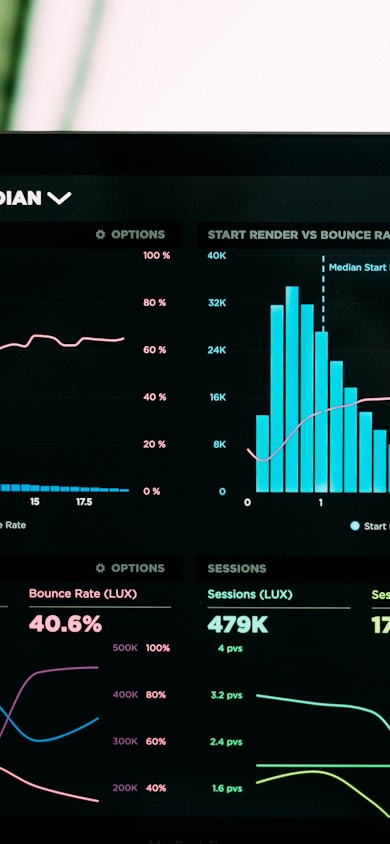 DIAN
OPTIONS
100 %
80 %
60 %
40 %
20 %
0 %
15 17.5
e Rate
START RENDER VS BOUNCE RA
40K
Median Start
32K
24K
16K
8K
0
0 1
Start
OPTIONS
Bounce Rate (LUX)
40.6%
500K 100%
400K 80%
300K 60%
200K 40%
SESSIONS
Sessions (LUX)
479K
Ses
17
4 pvs
3.2 pvs
2.4 pvs
1.6 pvs